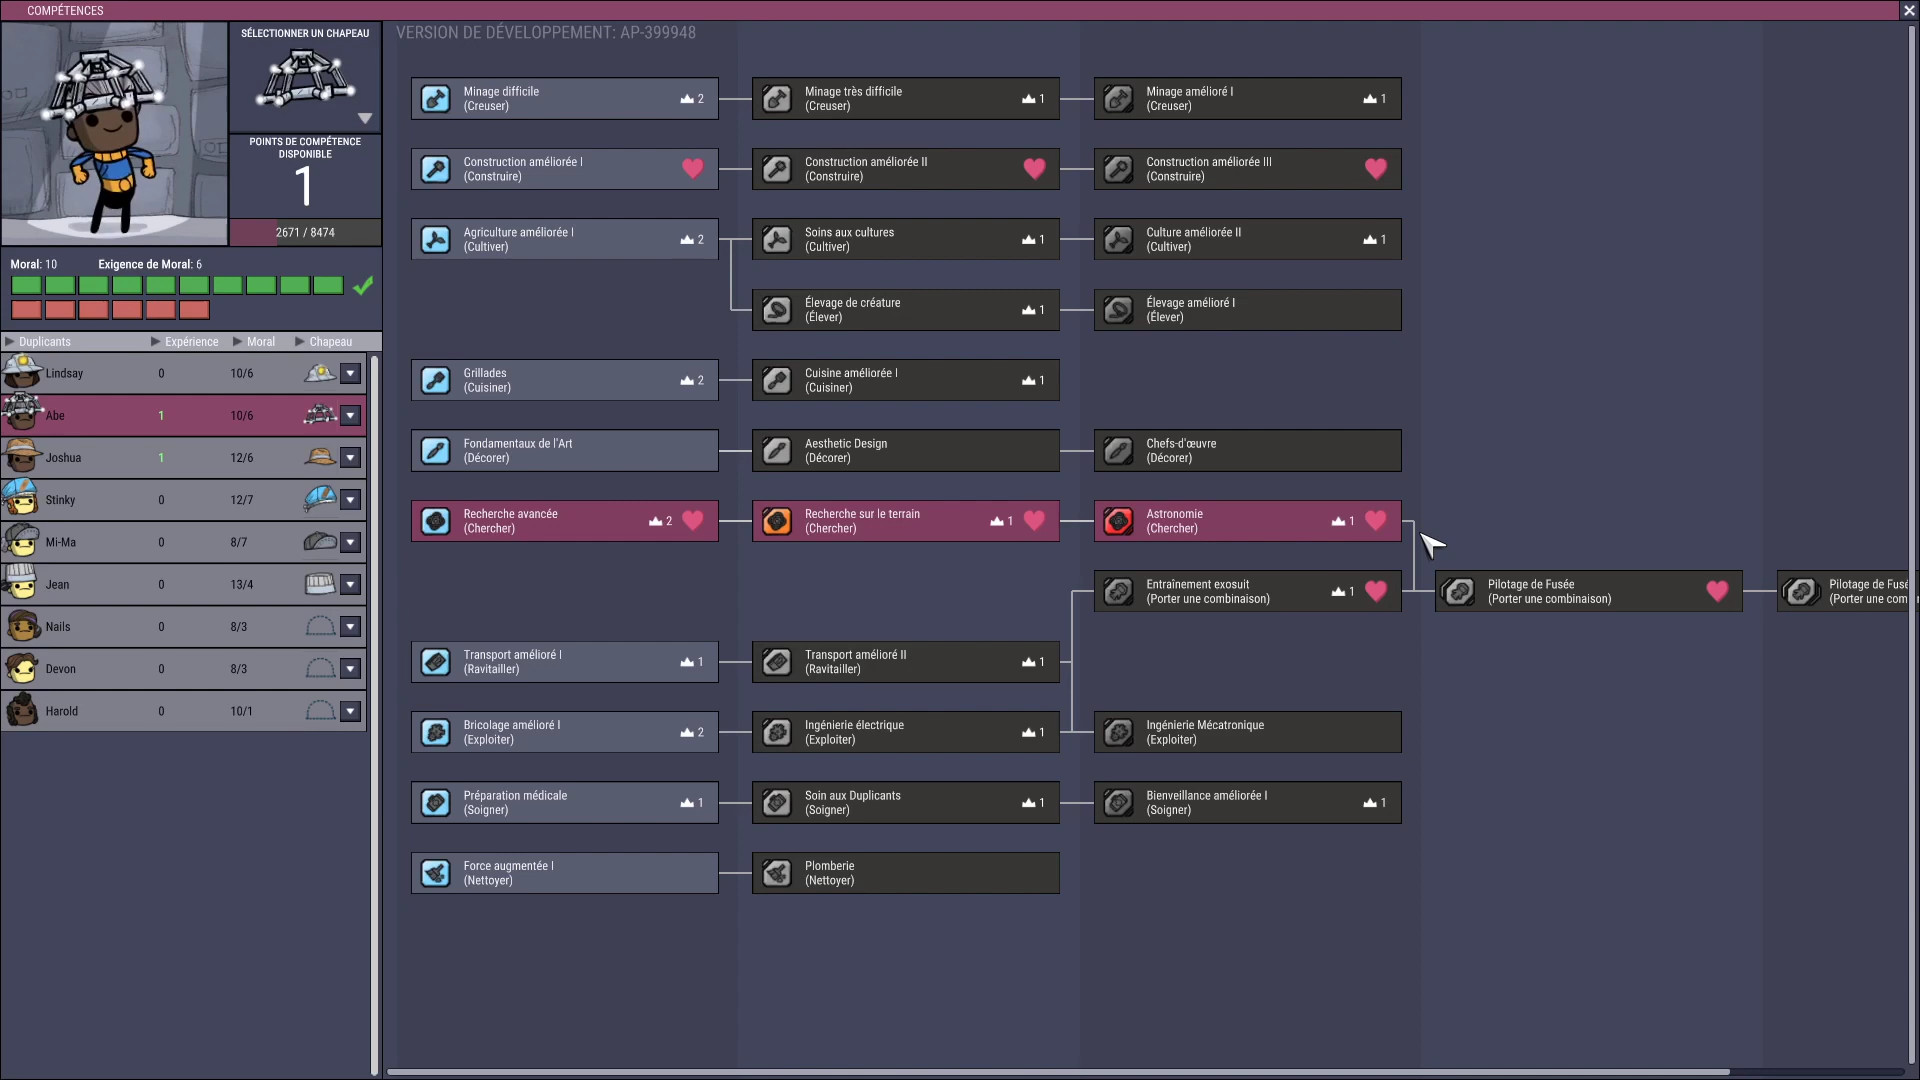 COMPÉTENCES
SÉLECTIONNER UN CHAPEAU
POINTS DE COMPÉTENCE
DISPONIBLE
1
2671 / 8474
Moral: 10 Exigence de Moral: 6
Duplicants Expérience Moral Chapeau
Lindsay 0 10/6
Abe 1 10/6
Joshua 1 12/6
Stinky 0 12/7
Mi-Ma 0 8/7
Jean 0 13/4
Nails 0 8/3
Devon 0 8/3
Harold 0 10/1
VERSION DE DÉVELOPPEMENT: AP-399948
Minage difficile
(Creuser)
2
Minage très difficile
(Creuser)
1
Minage amélioré I
(Creuser)
1
Construction améliorée I
(Construire)
Construction améliorée II
(Construire)
Construction améliorée III
(Construire)
Agriculture améliorée I
(Cultiver)
2
Soins aux cultures
(Cultiver)
1
Culture améliorée II
(Cultiver)
1
Élevage de créature
(Élever)
1
Élevage amélioré I
(Élever)
Grillades
(Cuisiner)
2
Cuisine améliorée I
(Cuisiner)
1
Fondamentaux de l'Art
(Décorer)
Aesthetic Design
(Décorer)
Chefs-d'œuvre
(Décorer)
Recherche avancée
(Chercher)
2
Recherche sur le terrain
(Chercher)
1
Astronomie
(Chercher)
1
Entraînement exosuit
(Porter une combinaison)
1
Pilotage de Fusée
(Porter une combinaison)
Pilotage de Fusé
(Porter une com
Transport amélioré I
(Ravitailler)
1
Transport amélioré II
(Ravitailler)
1
Bricolage amélioré I
(Exploiter)
2
Ingénierie électrique
(Exploiter)
1
Ingénierie Mécatronique
(Exploiter)
Préparation médicale
(Soigner)
1
Soin aux Duplicants
(Soigner)
1
Bienveillance améliorée I
(Soigner)
1
Force augmentée I
(Nettoyer)
Plomberie
(Nettoyer)